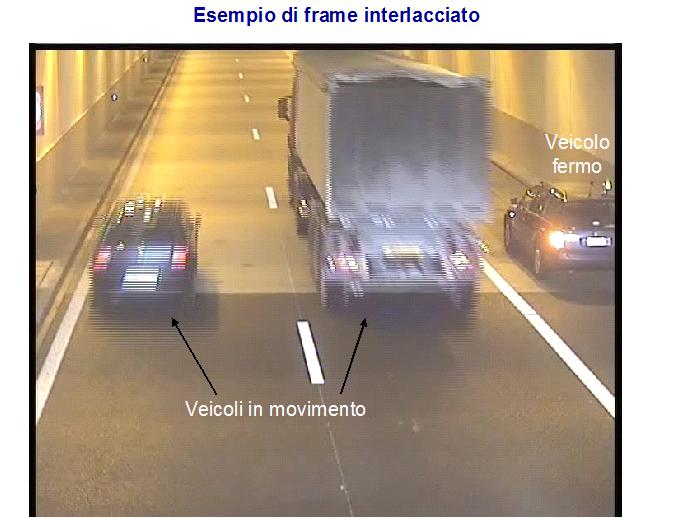 Esempio di frame interlacciato
Veicolo
fermo
Veicoli in movimento